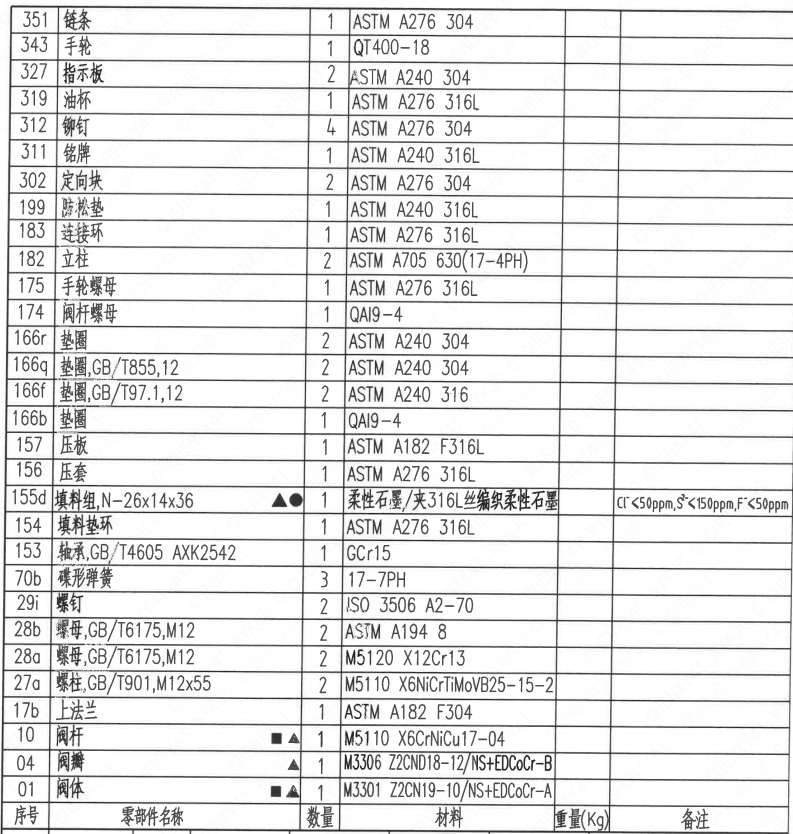 351 链条 1 ASTM A276 304
343 手轮 1 QT400-18
327 指示板 2 ASTM A240 304
319 油杯 1 ASTM A276 316L
312 铆钉 4 ASTM A276 304
311 铭牌 1 ASTM A240 316L
302 定向块 2 ASTM A276 304
199 防松垫 1 ASTM A240 316L
183 连接环 1 ASTM A276 316L
182 立柱 2 ASTM A705 630(17-4PH)
175 手轮螺母 1 ASTM A276 316L
174 阀杆螺母 1 QAl9-4
166r 垫圈 2 ASTM A240 304
166q 垫圈,GB/T855,12 2 ASTM A240 304
166f 垫圈,GB/T97.1,12 2 ASTM A240 316
166b 垫圈 1 QAl9-4
157 压板 1 ASTM A182 F316L
156 压套 1 ASTM A276 316L
155d 填料组,N-26x14x36 ▲● 1 柔性石墨/夹316L丝编织柔性石墨 Cl⁻≤50ppm,S²⁻≤150ppm,F⁻≤50ppm
154 填料垫环 1 ASTM A276 316L
153 轴承,GB/T4605 AXK2542 1 GCr15
70b 碟形弹簧 3 17-7PH
29i 螺钉 2 ISO 3506 A2-70
28b 螺母,GB/T6175,M12 2 ASTM A194 8
28a 螺母,GB/T6175,M12 2 M5120 X12Cr13
27a 螺柱,GB/T901,M12x55 2 M5110 X6NiCrTiMoVB25-15-2
17b 上法兰 1 ASTM A182 F304
10 阀杆 ■▲ 1 M5110 X6CrNiCu17-04
04 阀瓣 ▲ 1 M3306 Z2CND18-12/NS+EDCoCr-B
01 阀体 ■▲ 1 M3301 Z2CN19-10/NS+EDCoCr-A
序号 零部件名称 数量 材料 重量(Kg) 备注